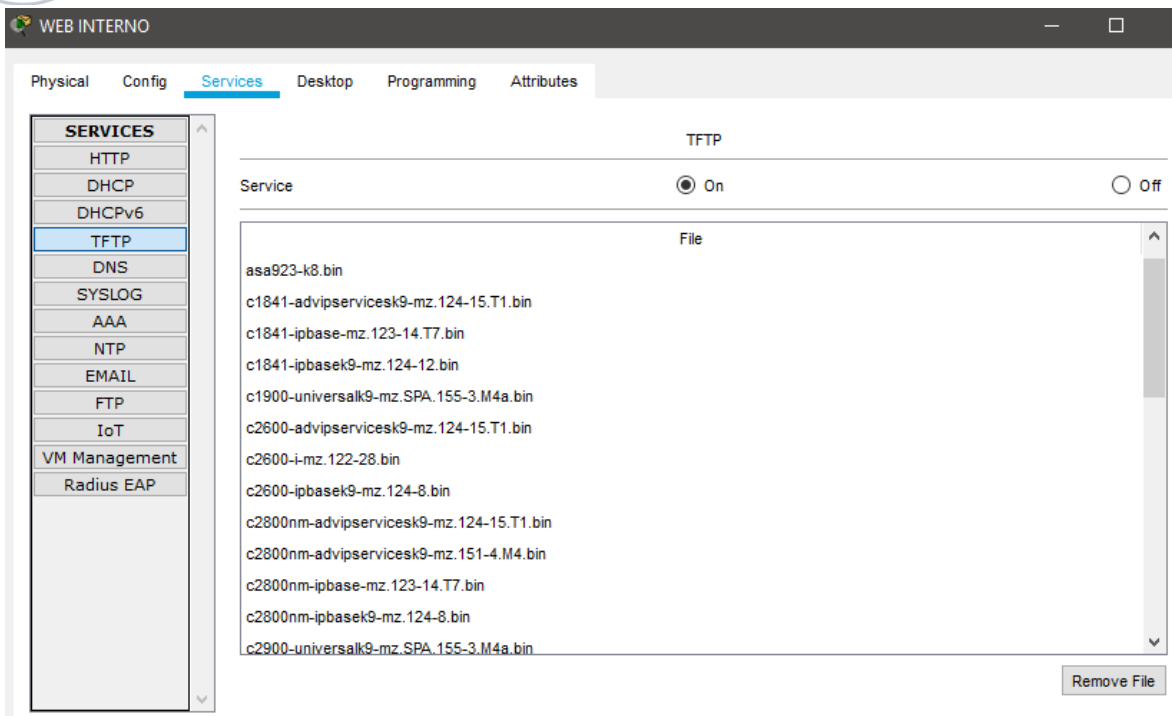 WEB INTERNO
Physical Config Services Desktop Programming Attributes
SERVICES
HTTP
DHCP
DHCPv6
TFTP
DNS
SYSLOG
AAA
NTP
EMAIL
FTP
IoT
VM Management
Radius EAP
TFTP
Service On Off
File
asa923-k8.bin
c1841-advipservicesk9-mz.124-15.T1.bin
c1841-ipbase-mz.123-14.T7.bin
c1841-ipbasek9-mz.124-12.bin
c1900-universalk9-mz.SPA.155-3.M4a.bin
c2600-advipservicesk9-mz.124-15.T1.bin
c2600-i-mz.122-28.bin
c2600-ipbasek9-mz.124-8.bin
c2800nm-advipservicesk9-mz.124-15.T1.bin
c2800nm-advipservicesk9-mz.151-4.M4.bin
c2800nm-ipbase-mz.123-14.T7.bin
c2800nm-ipbasek9-mz.124-8.bin
c2900-universalk9-mz.SPA.155-3.M4a.bin
Remove File